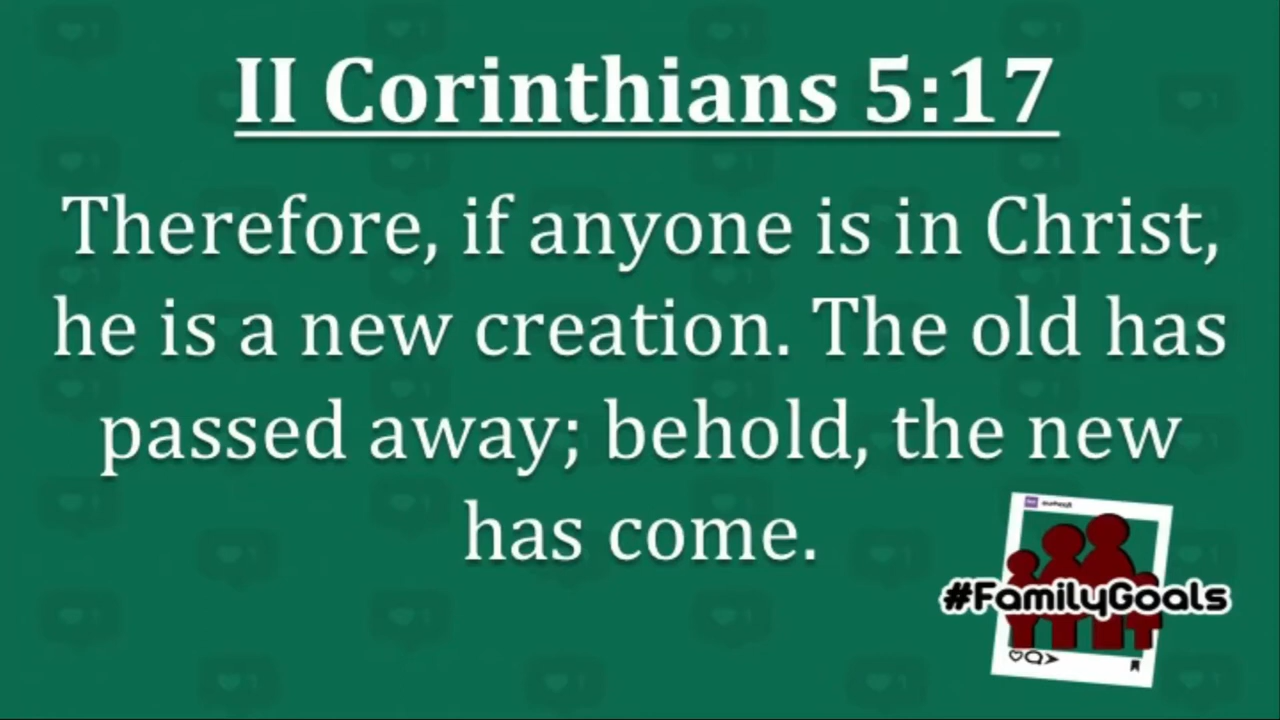 II Corinthians 5:17
Therefore, if anyone is in Christ,
he is a new creation. The old has
passed away; behold, the new
has come.
#FamilyGoals